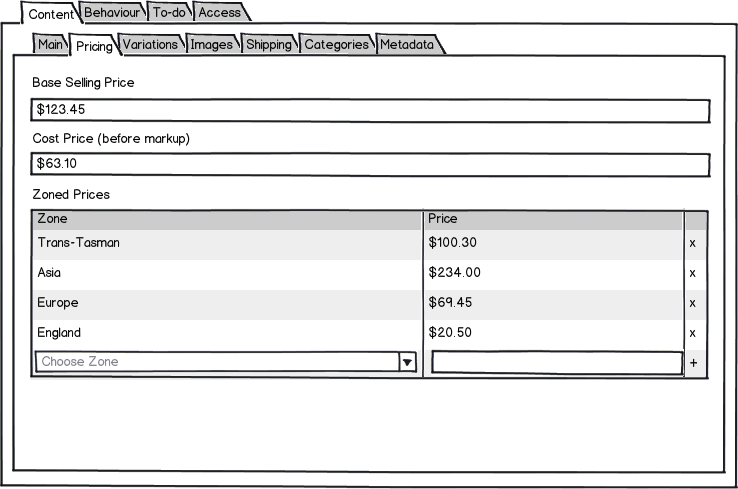 Content Behaviour To-do Access
Main Pricing Variations Images Shipping Categories Metadata
Base Selling Price
$123.45
Cost Price (before markup)
$63.10
Zoned Prices
Zone Price
Trans-Tasman $100.30 x
Asia $234.00 x
Europe $69.45 x
England $20.50 x
Choose Zone +